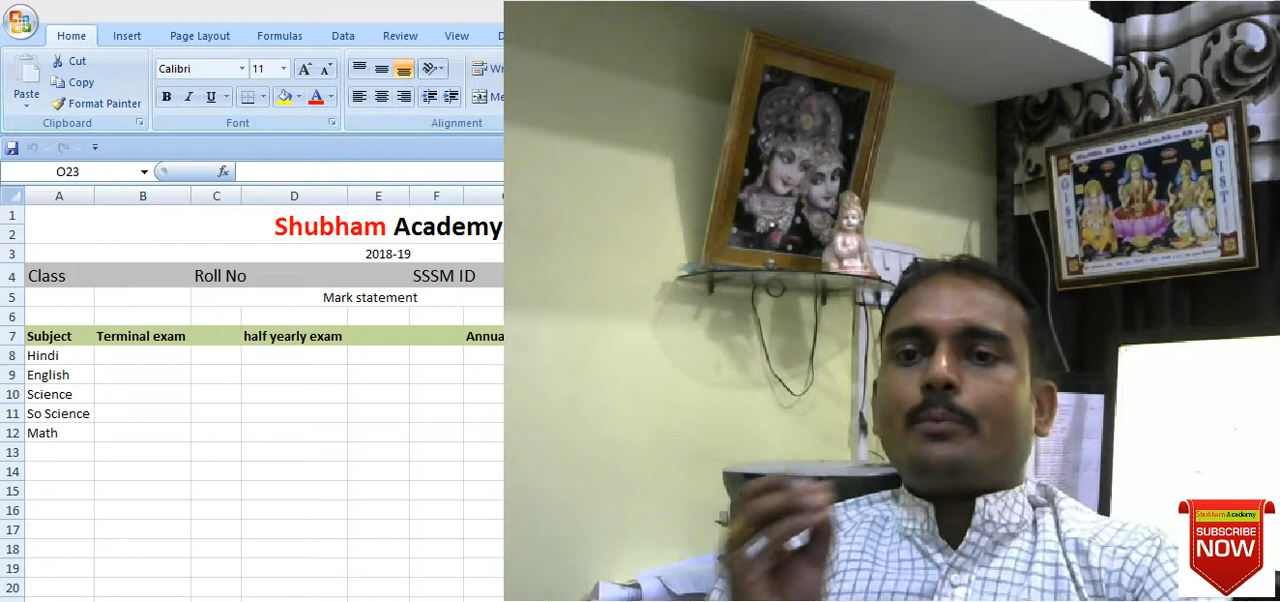 Home Insert Page Layout Formulas Data Review View
Cut
Copy
Format Painter
Paste
Clipboard
Calibri 11
B I U
Font
Alignment
O23
fx
A B C D E F
1
2
Shubham Academy
3 2018-19
4 Class Roll No SSSM ID
5 Mark statement
6
7 Subject Terminal exam half yearly exam Annua
8 Hindi
9 English
10 Science
11 So Science
12 Math
13
14
15
16
17
18
19
20
GIST
GIST
Shubham Academy
SUBSCRIBE
NOW